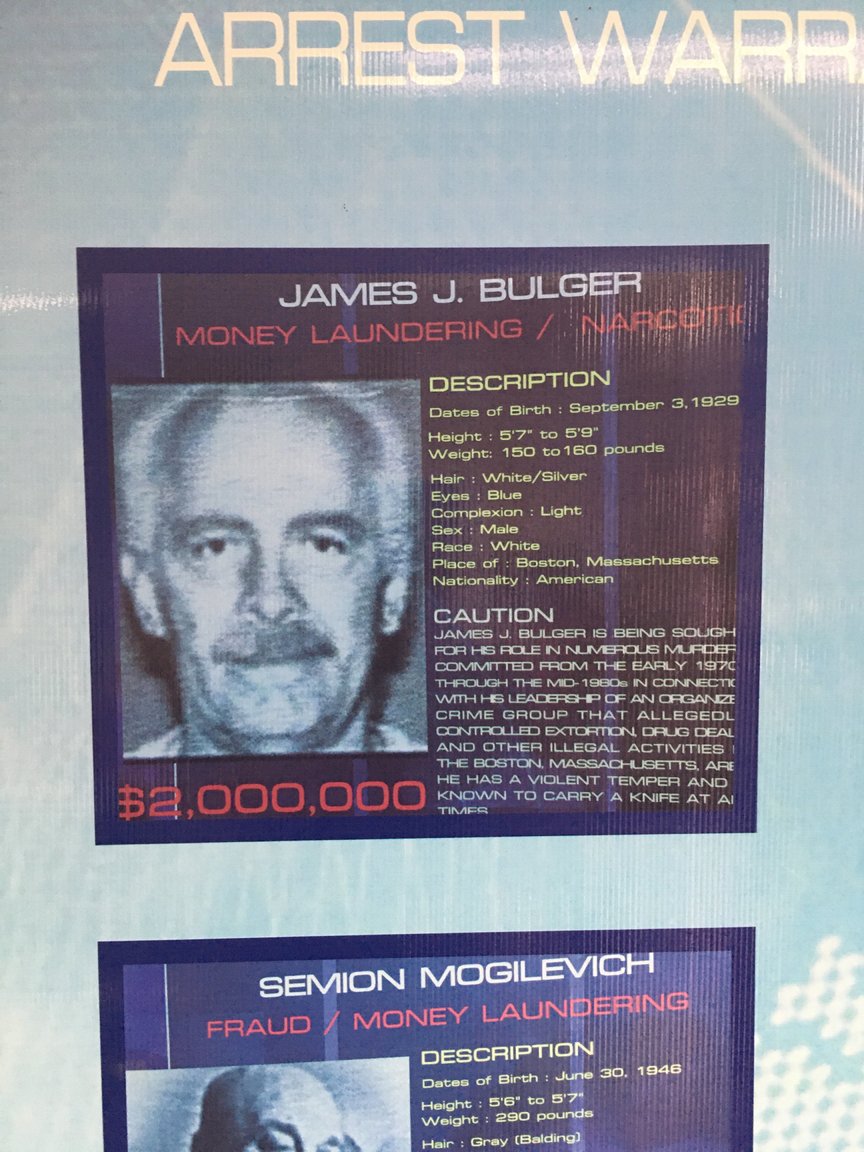 ARREST WARR
JAMES J. BULGER
MONEY LAUNDERING / NARCOTIC
DESCRIPTION
Dates of Birth : September 3,1929
Height : 5'7" to 5'9"
Weight: 150 to160 pounds
Hair : White/Silver
Eyes : Blue
Complexion : Light
Sex : Male
Race : White
Place of : Boston, Massachusetts
Nationality : American
CAUTION
JAMES J. BULGER IS BEING SOUGH
FOR HIS ROLE IN NUMEROUS MURDER
COMMITTED FROM THE EARLY 1970
THROUGH THE MID-1980s IN CONNECTIO
WITH HIS LEADERSHIP OF AN ORGANIZE
CRIME GROUP THAT ALLEGEDL
CONTROLLED EXTORTION, DRUG DEAL
AND OTHER ILLEGAL ACTIVITIES
THE BOSTON, MASSACHUSETTS, ARE
HE HAS A VIOLENT TEMPER AND
KNOWN TO CARRY A KNIFE AT A
TIMES
$2,000,000
SEMION MOGILEVICH
FRAUD / MONEY LAUNDERING
DESCRIPTION
Dates of Birth : June 30, 1946
Height : 5'6" to 5'7"
Weight : 290 pounds
Hair : Gray (Balding)